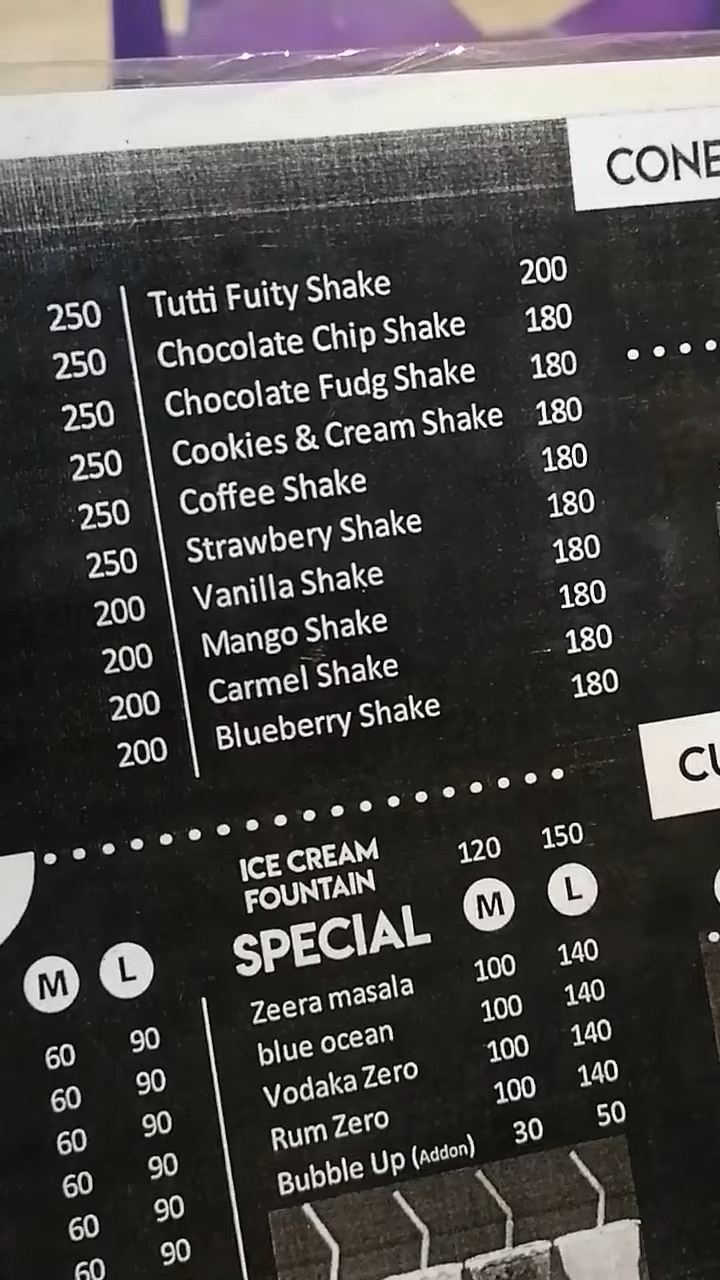 CONE
250 Tutti Fuity Shake 200
250 Chocolate Chip Shake 180
250 Chocolate Fudg Shake 180
250 Cookies & Cream Shake 180
250 Coffee Shake 180
250 Strawbery Shake 180
200 Vanilla Shake 180
200 Mango Shake 180
200 Carmel Shake 180
200 Blueberry Shake 180
CU
ICE CREAM
FOUNTAIN 120 150
SPECIAL M L
M L
Zeera masala 100 140
60 90 blue ocean 100 140
60 90 Vodaka Zero 100 140
60 90 Rum Zero 100 140
60 90 Bubble Up (Addon) 30 50
60 90
60 90